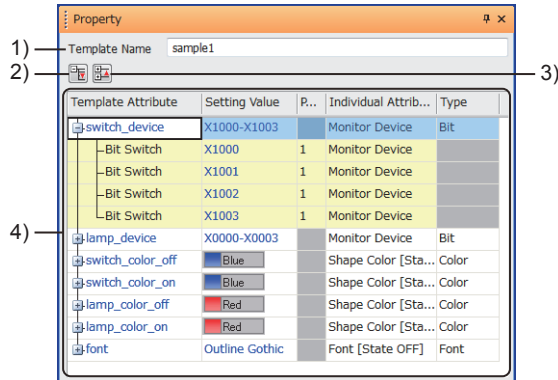 Property
1) Template Name sample1
2) 3)
Template Attribute Setting Value P... Individual Attrib... Type
switch_device X1000-X1003 Monitor Device Bit
Bit Switch X1000 1 Monitor Device
Bit Switch X1001 1 Monitor Device
Bit Switch X1002 1 Monitor Device
Bit Switch X1003 1 Monitor Device
4) lamp_device X0000-X0003 Monitor Device Bit
switch_color_off Blue Shape Color [Sta... Color
switch_color_on Blue Shape Color [Sta... Color
lamp_color_off Red Shape Color [Sta... Color
lamp_color_on Red Shape Color [Sta... Color
font Outline Gothic Font [State OFF] Font